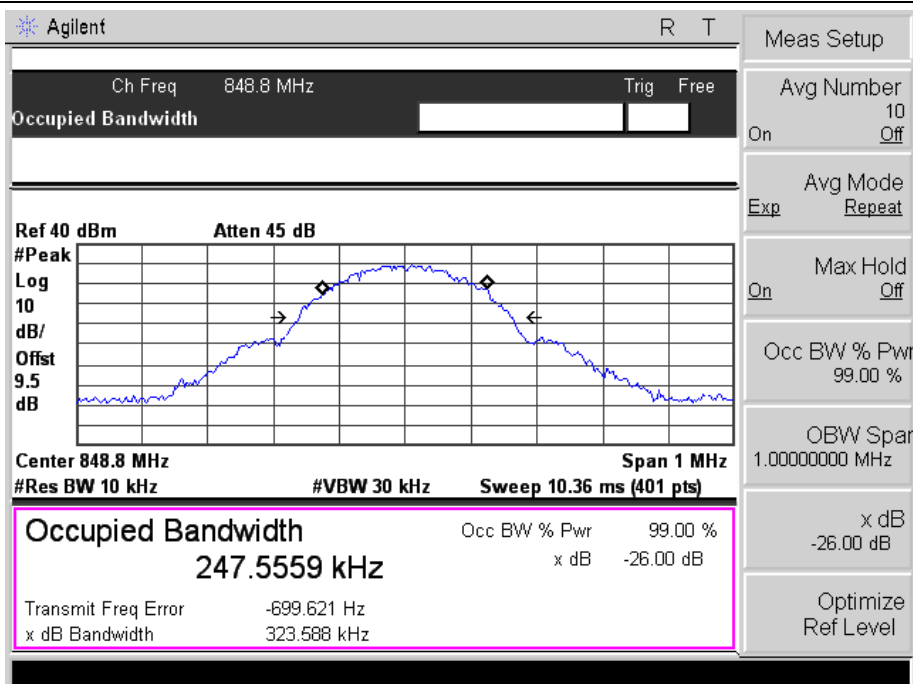 Agilent R T
Ch Freq 848.8 MHz Trig Free
Occupied Bandwidth
Ref 40 dBm Atten 45 dB
#Peak
Log
10
dB/
Offst
9.5
dB
Center 848.8 MHz Span 1 MHz
#Res BW 10 kHz #VBW 30 kHz Sweep 10.36 ms (401 pts)
Occupied Bandwidth
247.5559 kHz
Occ BW % Pwr 99.00 %
x dB -26.00 dB
Transmit Freq Error -699.621 Hz
x dB Bandwidth 323.588 kHz
Meas Setup
Avg Number
10
On Off
Avg Mode
Exp Repeat
Max Hold
On Off
Occ BW % Pwr
99.00 %
OBW Span
1.00000000 MHz
x dB
-26.00 dB
Optimize
Ref Level